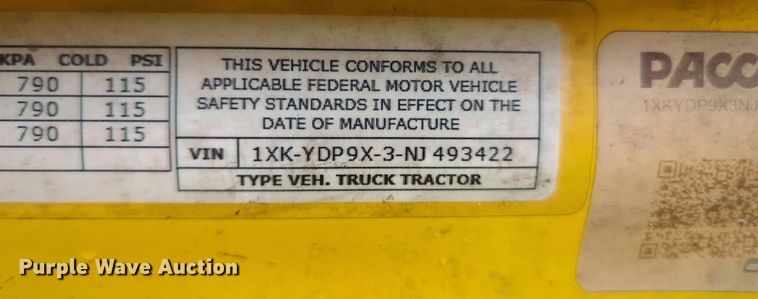 KPA COLD PSI
790 115
790 115
790 115
THIS VEHICLE CONFORMS TO ALL
APPLICABLE FEDERAL MOTOR VEHICLE
SAFETY STANDARDS IN EFFECT ON THE
DATE OF MANUFACTURE
VIN 1XK-YDP9X-3-NJ 493422
TYPE VEH. TRUCK TRACTOR
PACC
1XKYDP9X3NJ
Purple Wave Auction